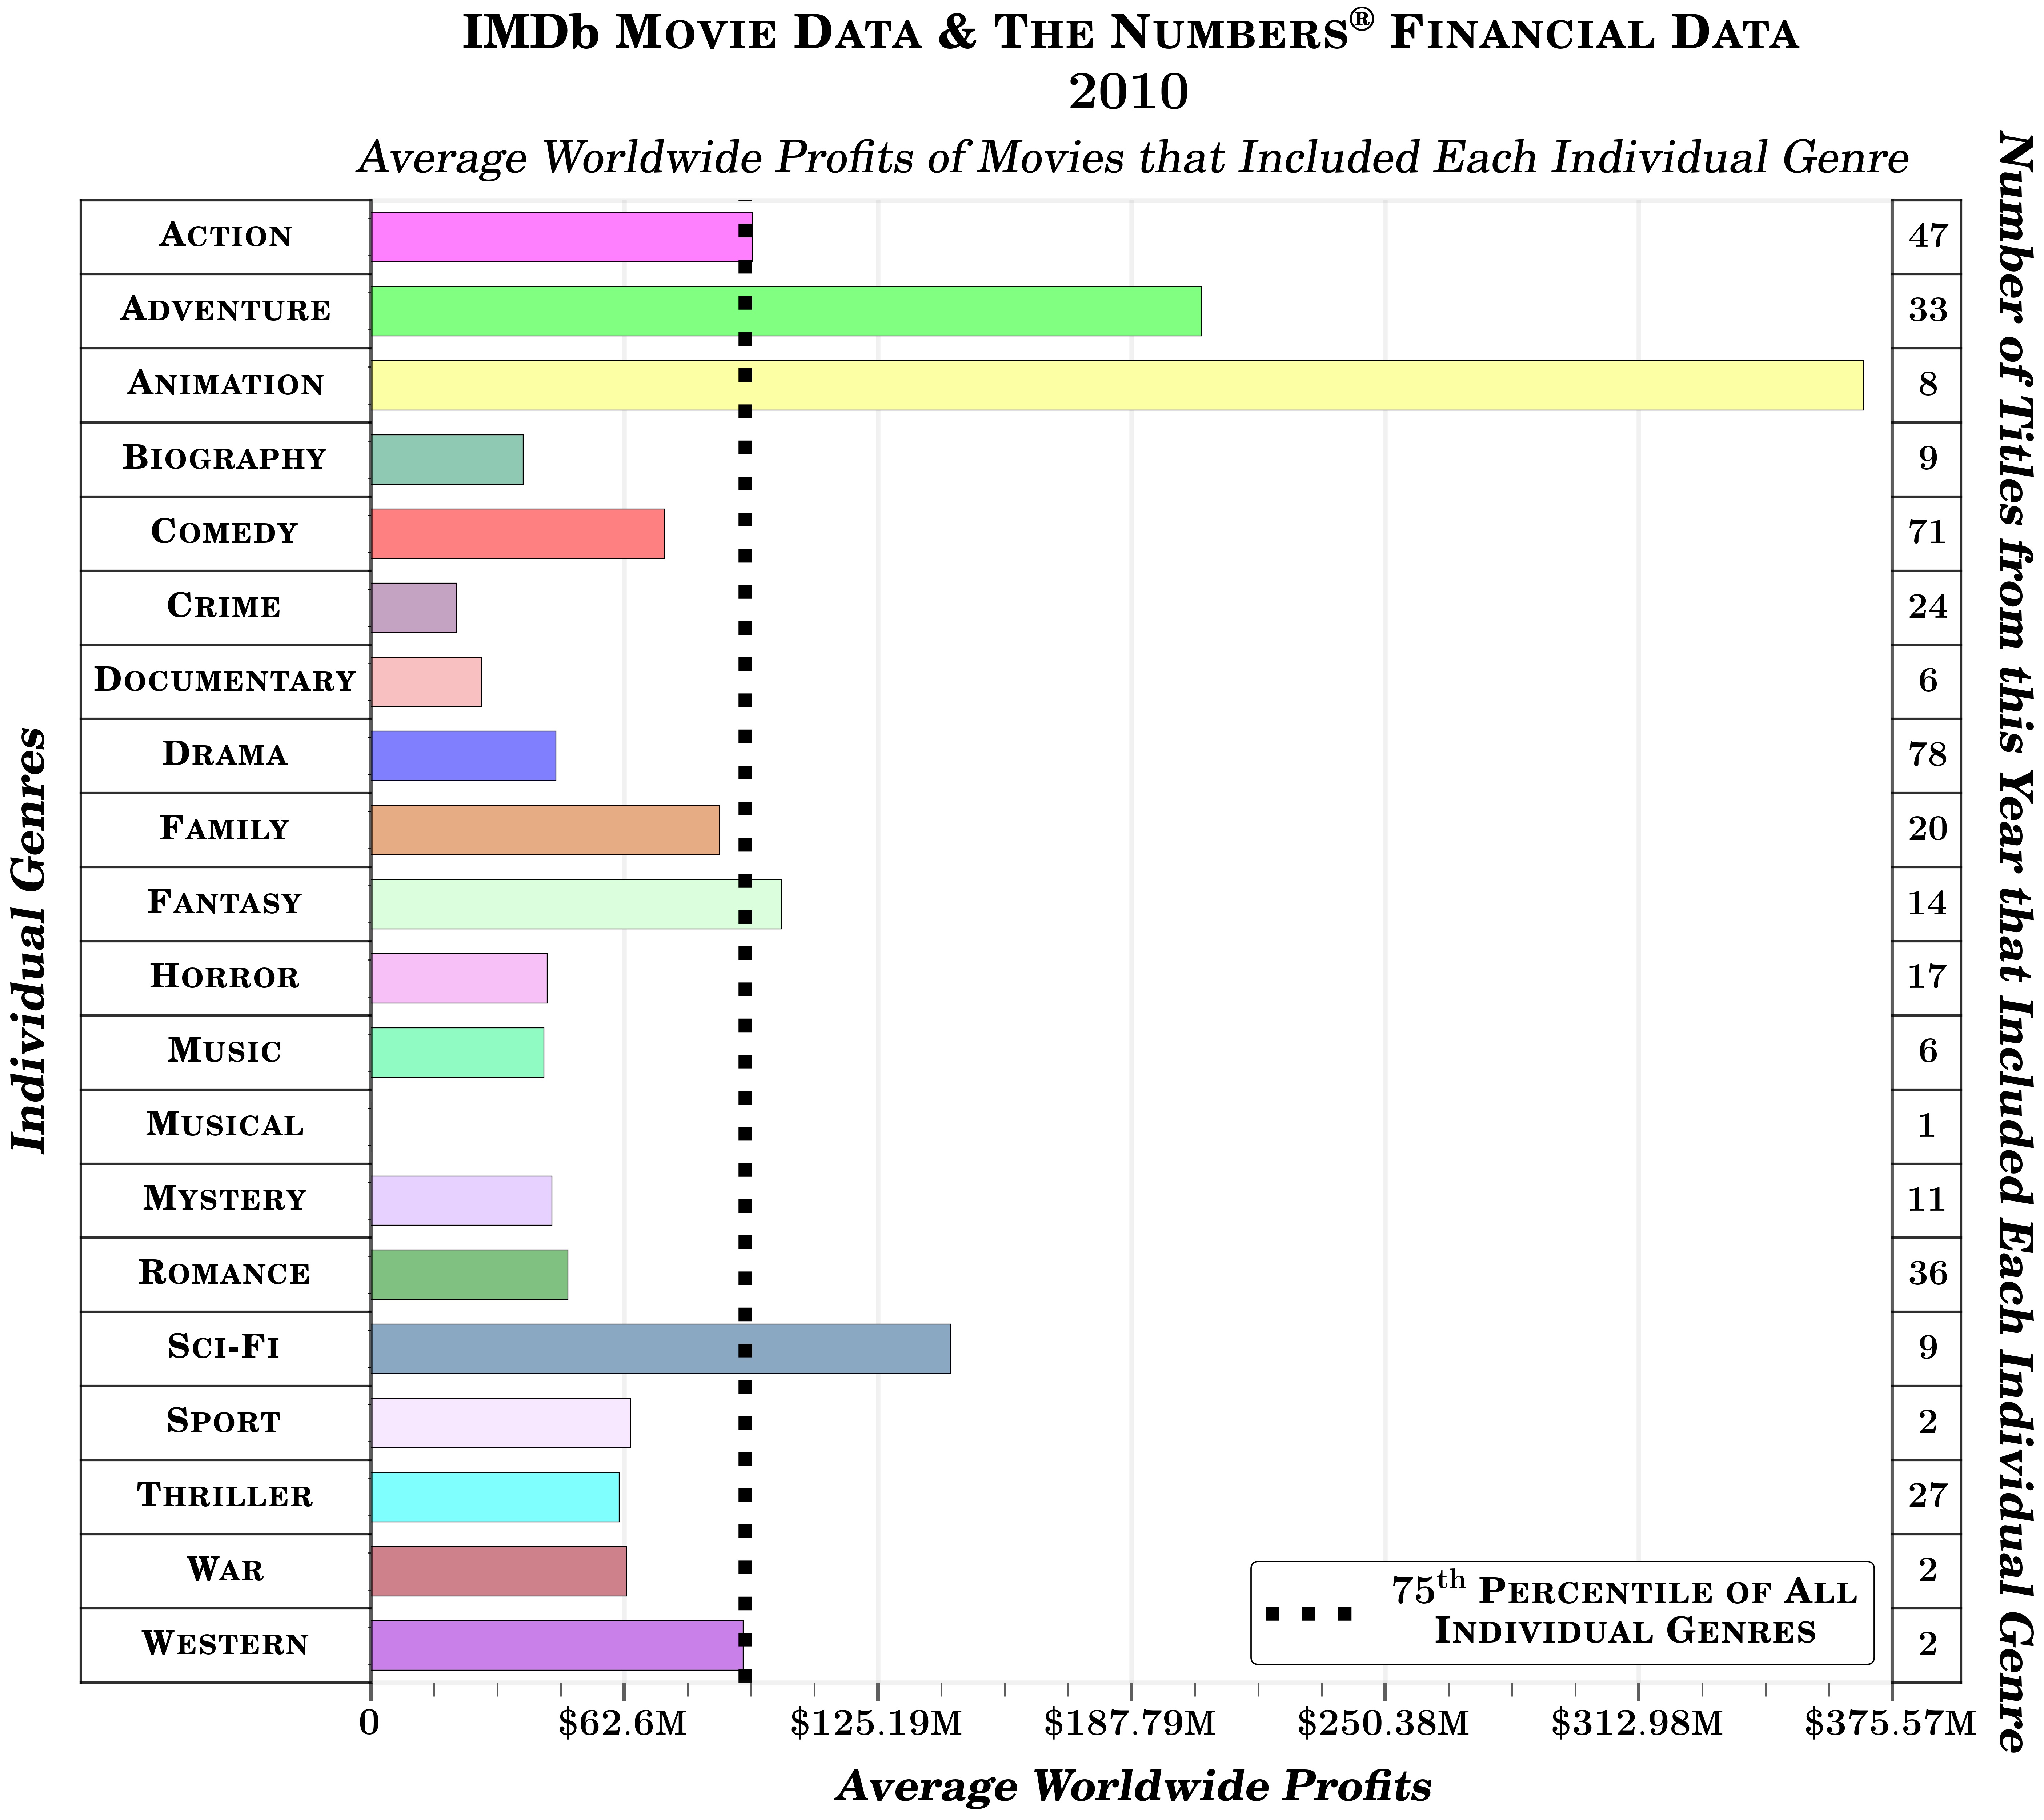 IMDb Movie Data & The Numbers® Financial Data
2010
Average Worldwide Profits of Movies that Included Each Individual Genre
Individual Genres
Action 47
Adventure 33
Animation 8
Biography 9
Comedy 71
Crime 24
Documentary 6
Drama 78
Family 20
Fantasy 14
Horror 17
Music 6
Musical 1
Mystery 11
Romance 36
Sci-Fi 9
Sport 2
Thriller 27
War 2
Western 2
75th Percentile of All
Individual Genres
0 $62.6M $125.19M $187.79M $250.38M $312.98M $375.57M
Average Worldwide Profits
Number of Titles from this Year that Included Each Individual Genre